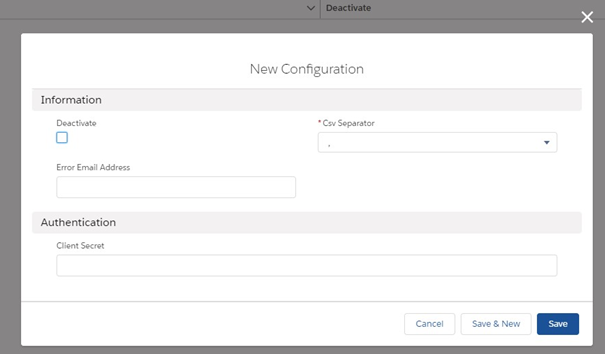 Deactivate
New Configuration
Information
Deactivate
* Csv Separator
,
Error Email Address
Authentication
Client Secret
Cancel
Save & New
Save